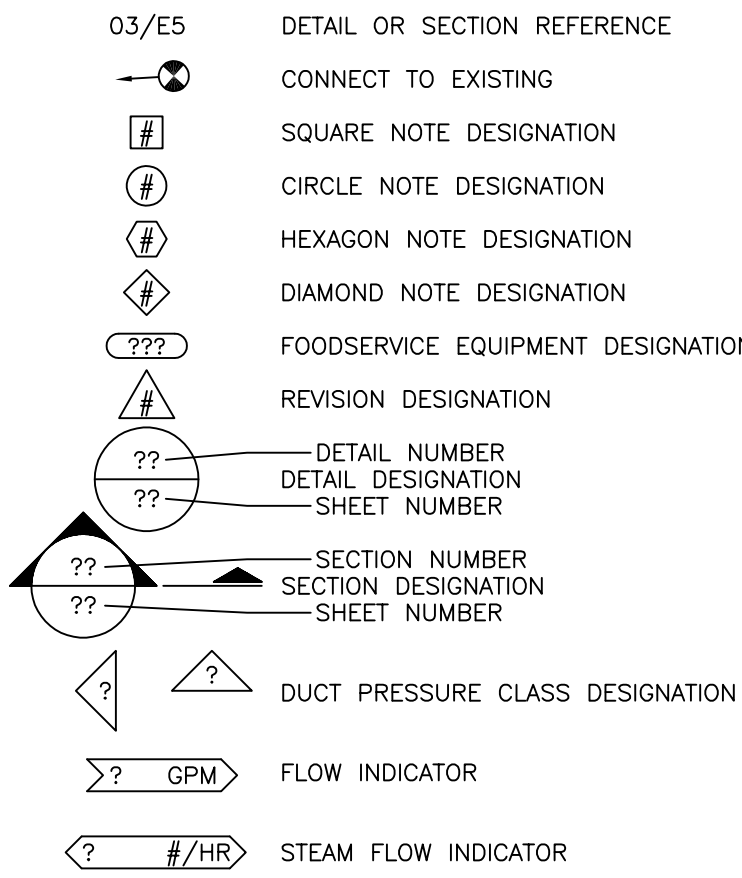 03/E5 DETAIL OR SECTION REFERENCE
CONNECT TO EXISTING
# SQUARE NOTE DESIGNATION
# CIRCLE NOTE DESIGNATION
# HEXAGON NOTE DESIGNATION
# DIAMOND NOTE DESIGNATION
??? FOODSERVICE EQUIPMENT DESIGNATION
# REVISION DESIGNATION
?? DETAIL NUMBER
DETAIL DESIGNATION
?? SHEET NUMBER
?? SECTION NUMBER
SECTION DESIGNATION
?? SHEET NUMBER
? ? DUCT PRESSURE CLASS DESIGNATION
? GPM FLOW INDICATOR
? #/HR STEAM FLOW INDICATOR